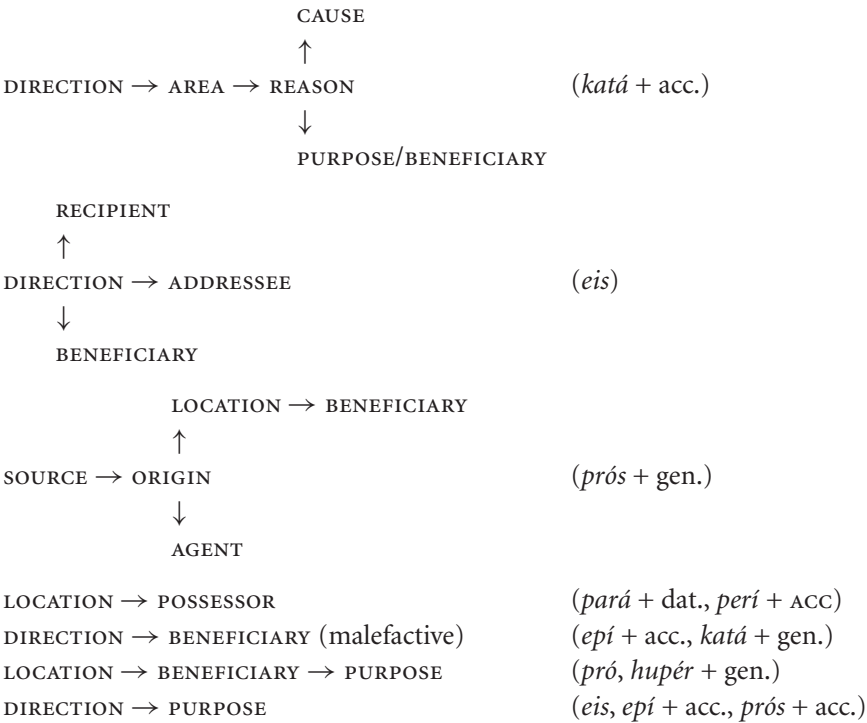 CAUSE
↑
DIRECTION → AREA → REASON (katá + acc.)
↓
PURPOSE/BENEFICIARY
RECIPIENT
↑
DIRECTION → ADDRESSEE (eis)
↓
BENEFICIARY
LOCATION → BENEFICIARY
↑
SOURCE → ORIGIN (prós + gen.)
↓
AGENT
LOCATION → POSSESSOR (pará + dat., perí + ACC)
DIRECTION → BENEFICIARY (malefactive) (epí + acc., katá + gen.)
LOCATION → BENEFICIARY → PURPOSE (pró, hupér + gen.)
DIRECTION → PURPOSE (eis, epí + acc., prós + acc.)